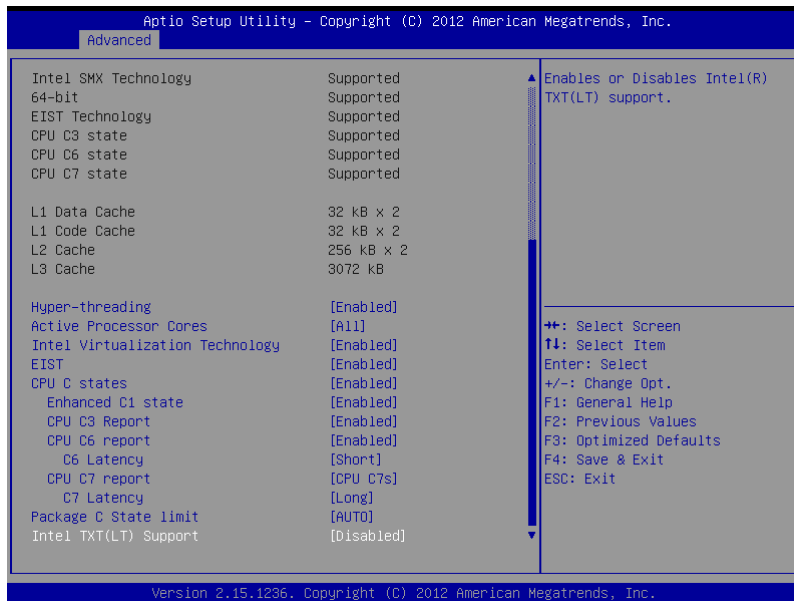 Aptio Setup Utility – Copyright (C) 2012 American Megatrends, Inc.
Advanced
Intel SMX Technology Supported
64-bit Supported
EIST Technology Supported
CPU C3 state Supported
CPU C6 state Supported
CPU C7 state Supported
L1 Data Cache 32 kB x 2
L1 Code Cache 32 kB x 2
L2 Cache 256 kB x 2
L3 Cache 3072 kB
Hyper-threading [Enabled]
Active Processor Cores [All]
Intel Virtualization Technology [Enabled]
EIST [Enabled]
CPU C states [Enabled]
Enhanced C1 state [Enabled]
CPU C3 Report [Enabled]
CPU C6 report [Enabled]
C6 Latency [Short]
CPU C7 report [CPU C7s]
C7 Latency [Long]
Package C State limit [AUTO]
Intel TXT(LT) Support [Disabled]
Enables or Disables Intel(R)
TXT(LT) support.
→←: Select Screen
↑↓: Select Item
Enter: Select
+/-: Change Opt.
F1: General Help
F2: Previous Values
F3: Optimized Defaults
F4: Save & Exit
ESC: Exit
Version 2.15.1236. Copyright (C) 2012 American Megatrends, Inc.